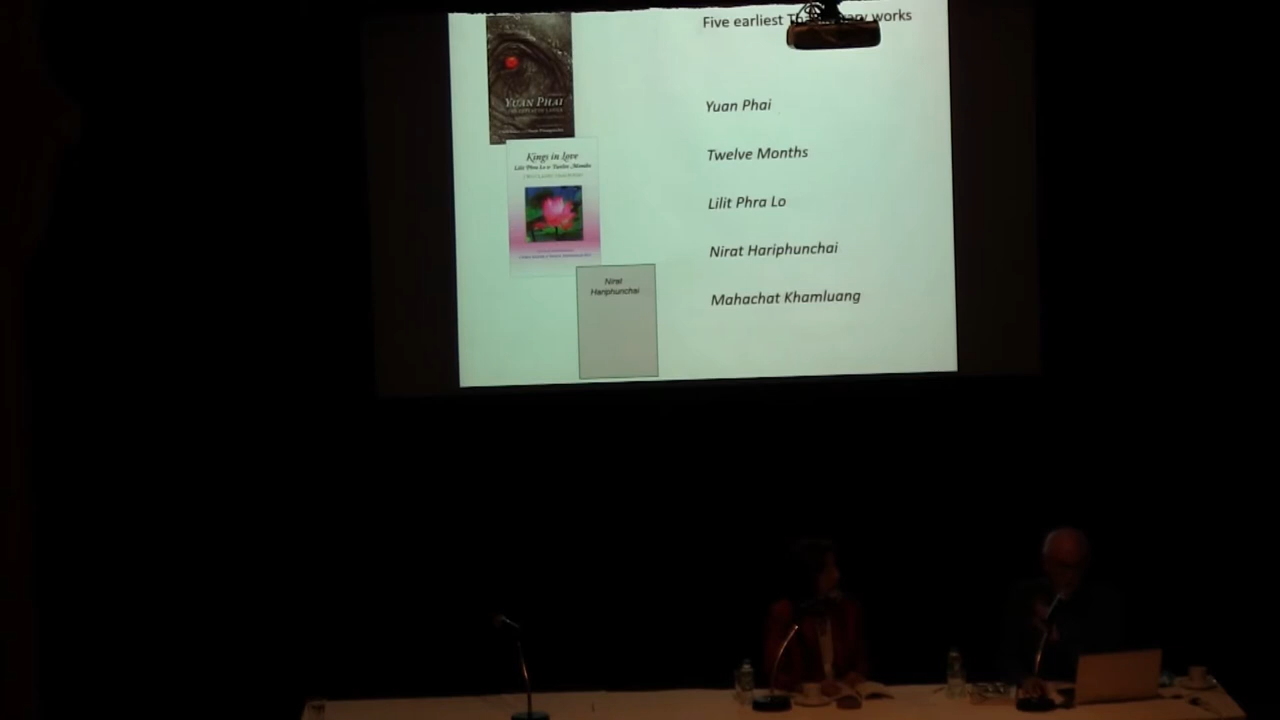 Five earliest works
Yuan Phai
Twelve Months
Lilit Phra Lo
Nirat Hariphunchai
Mahachat Khamluang
YUAN PHAI
Kings in Love
Lilit Phra Lo & Twelve Months
Nirat
Hariphunchai